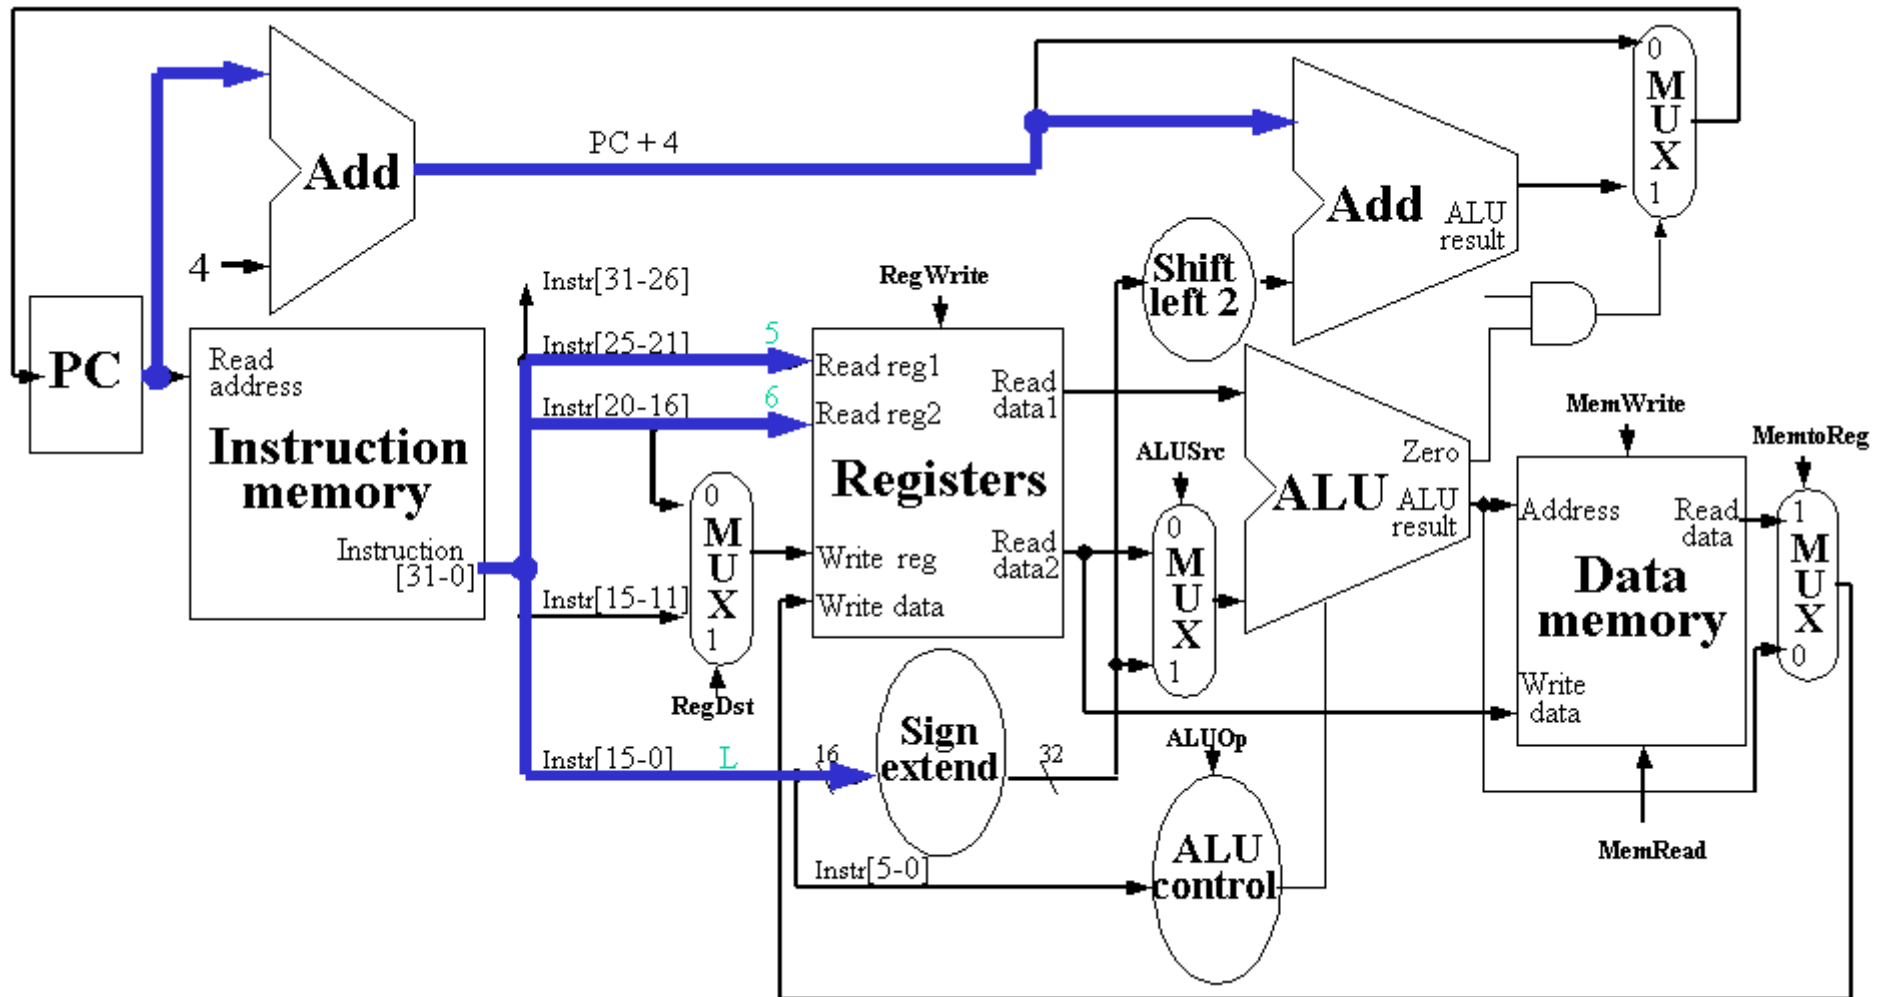 0
M
U
X
1
PC + 4
Add
Add
ALU
result
4
Instr[31-26]
RegWrite
Shift
left 2
5
Instr[25-21]
PC
Read
address
Read reg1
Read
data1
6
Instr[20-16]
Read reg2
MemWrite
MemtoReg
Instruction
memory
Registers
ALUSrc
Zero
ALU
ALU
result
0
M
U
X
1
0
M
U
X
1
Address
Read
data
1
M
U
X
0
Instruction
[31-0]
Write reg
Read
data2
Data
memory
Instr[15-11]
Write data
RegDst
Write
data
Sign
extend
ALUOp
Instr[15-0]
L
16
32
MemRead
ALU
control
Instr[5-0]